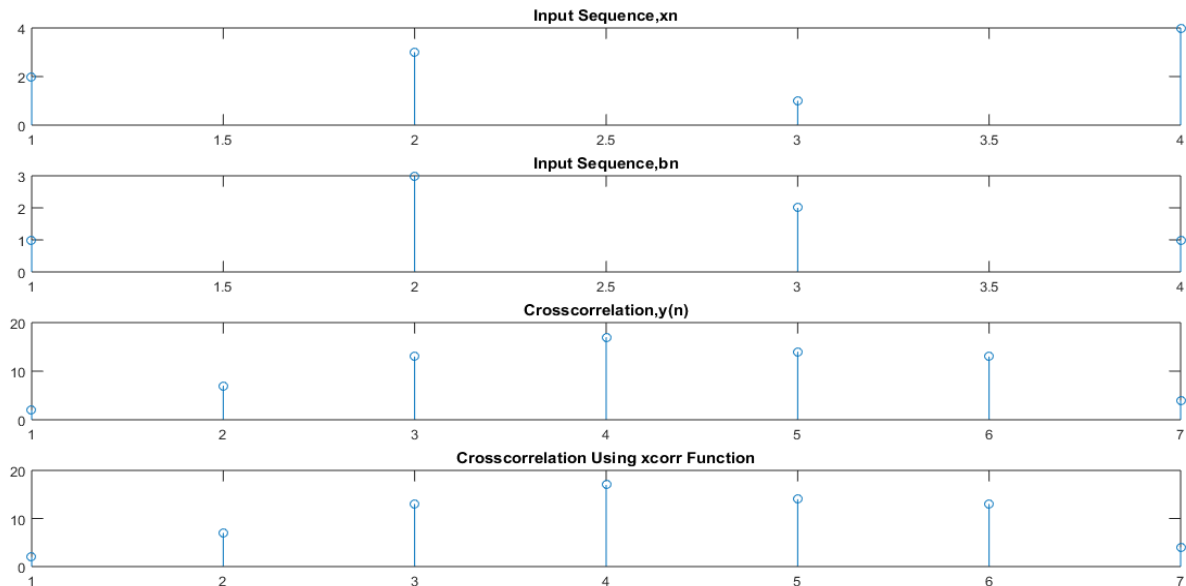 Input Sequence,xn
4
2
0
1 1.5 2 2.5 3 3.5 4
Input Sequence,bn
3
2
1
0
1 1.5 2 2.5 3 3.5 4
Crosscorrelation,y(n)
20
10
0
1 2 3 4 5 6 7
Crosscorrelation Using xcorr Function
20
10
0
1 2 3 4 5 6 7